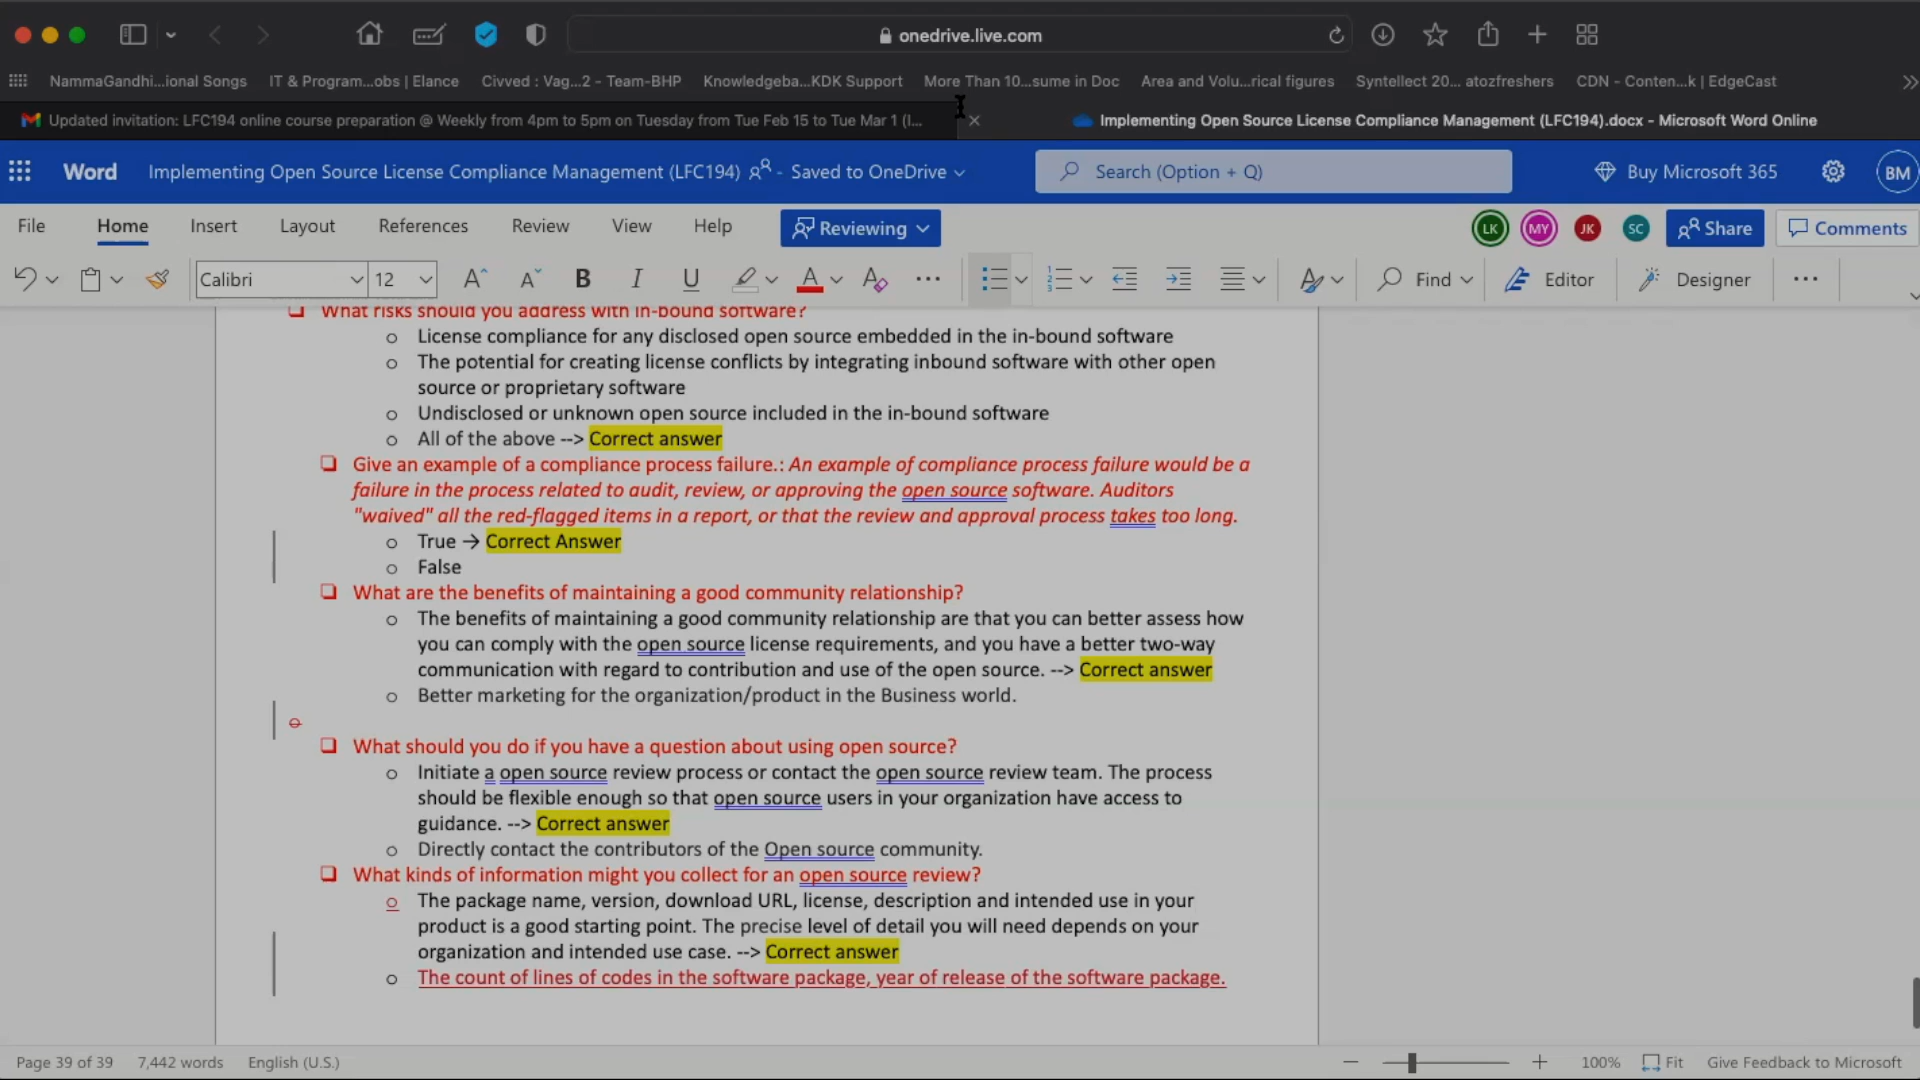 onedrive.live.com
NammaGandhi...ional Songs IT & Program...obs | Elance Civved : Vag...2 - Team-BHP Knowledgeba...KDK Support More Than 10...sume in Doc Area and Volu...rical figures Syntellect 20... atozfreshers CDN - Conten...k | EdgeCast
Updated invitation: LFC194 online course preparation @ Weekly from 4pm to 5pm on Tuesday from Tue Feb 15 to Tue Mar 1 (I... Implementing Open Source License Compliance Management (LFC194).docx - Microsoft Word Online
Word Implementing Open Source License Compliance Management (LFC194) - Saved to OneDrive Search (Option + Q) Buy Microsoft 365 BM
File Home Insert Layout References Review View Help Reviewing LK MY JK SC Share Comments
Calibri 12 A A B I U A A Find Editor Designer
What risks should you address with in-bound software?
o License compliance for any disclosed open source embedded in the in-bound software
o The potential for creating license conflicts by integrating inbound software with other open
source or proprietary software
o Undisclosed or unknown open source included in the in-bound software
o All of the above --> Correct answer
Give an example of a compliance process failure.: An example of compliance process failure would be a
failure in the process related to audit, review, or approving the open source software. Auditors
"waived" all the red-flagged items in a report, or that the review and approval process takes too long.
o True → Correct Answer
o False
What are the benefits of maintaining a good community relationship?
o The benefits of maintaining a good community relationship are that you can better assess how
you can comply with the open source license requirements, and you have a better two-way
communication with regard to contribution and use of the open source. --> Correct answer
o Better marketing for the organization/product in the Business world.
o
What should you do if you have a question about using open source?
o Initiate a open source review process or contact the open source review team. The process
should be flexible enough so that open source users in your organization have access to
guidance. --> Correct answer
o Directly contact the contributors of the Open source community.
What kinds of information might you collect for an open source review?
o The package name, version, download URL, license, description and intended use in your
product is a good starting point. The precise level of detail you will need depends on your
organization and intended use case. --> Correct answer
o The count of lines of codes in the software package, year of release of the software package.
Page 39 of 39 7,442 words English (U.S.) 100% Fit Give Feedback to Microsoft